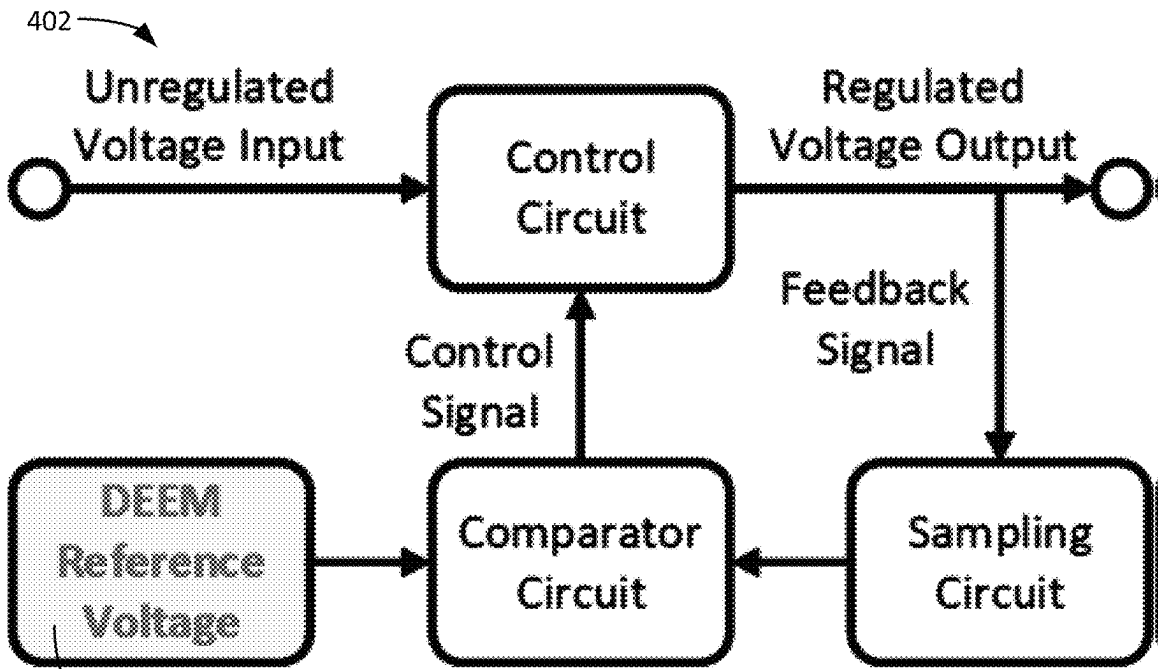 402
Unregulated
Voltage Input
Control
Circuit
Regulated
Voltage Output
Feedback
Signal
Control
Signal
DEEM
Reference
Voltage
Comparator
Circuit
Sampling
Circuit